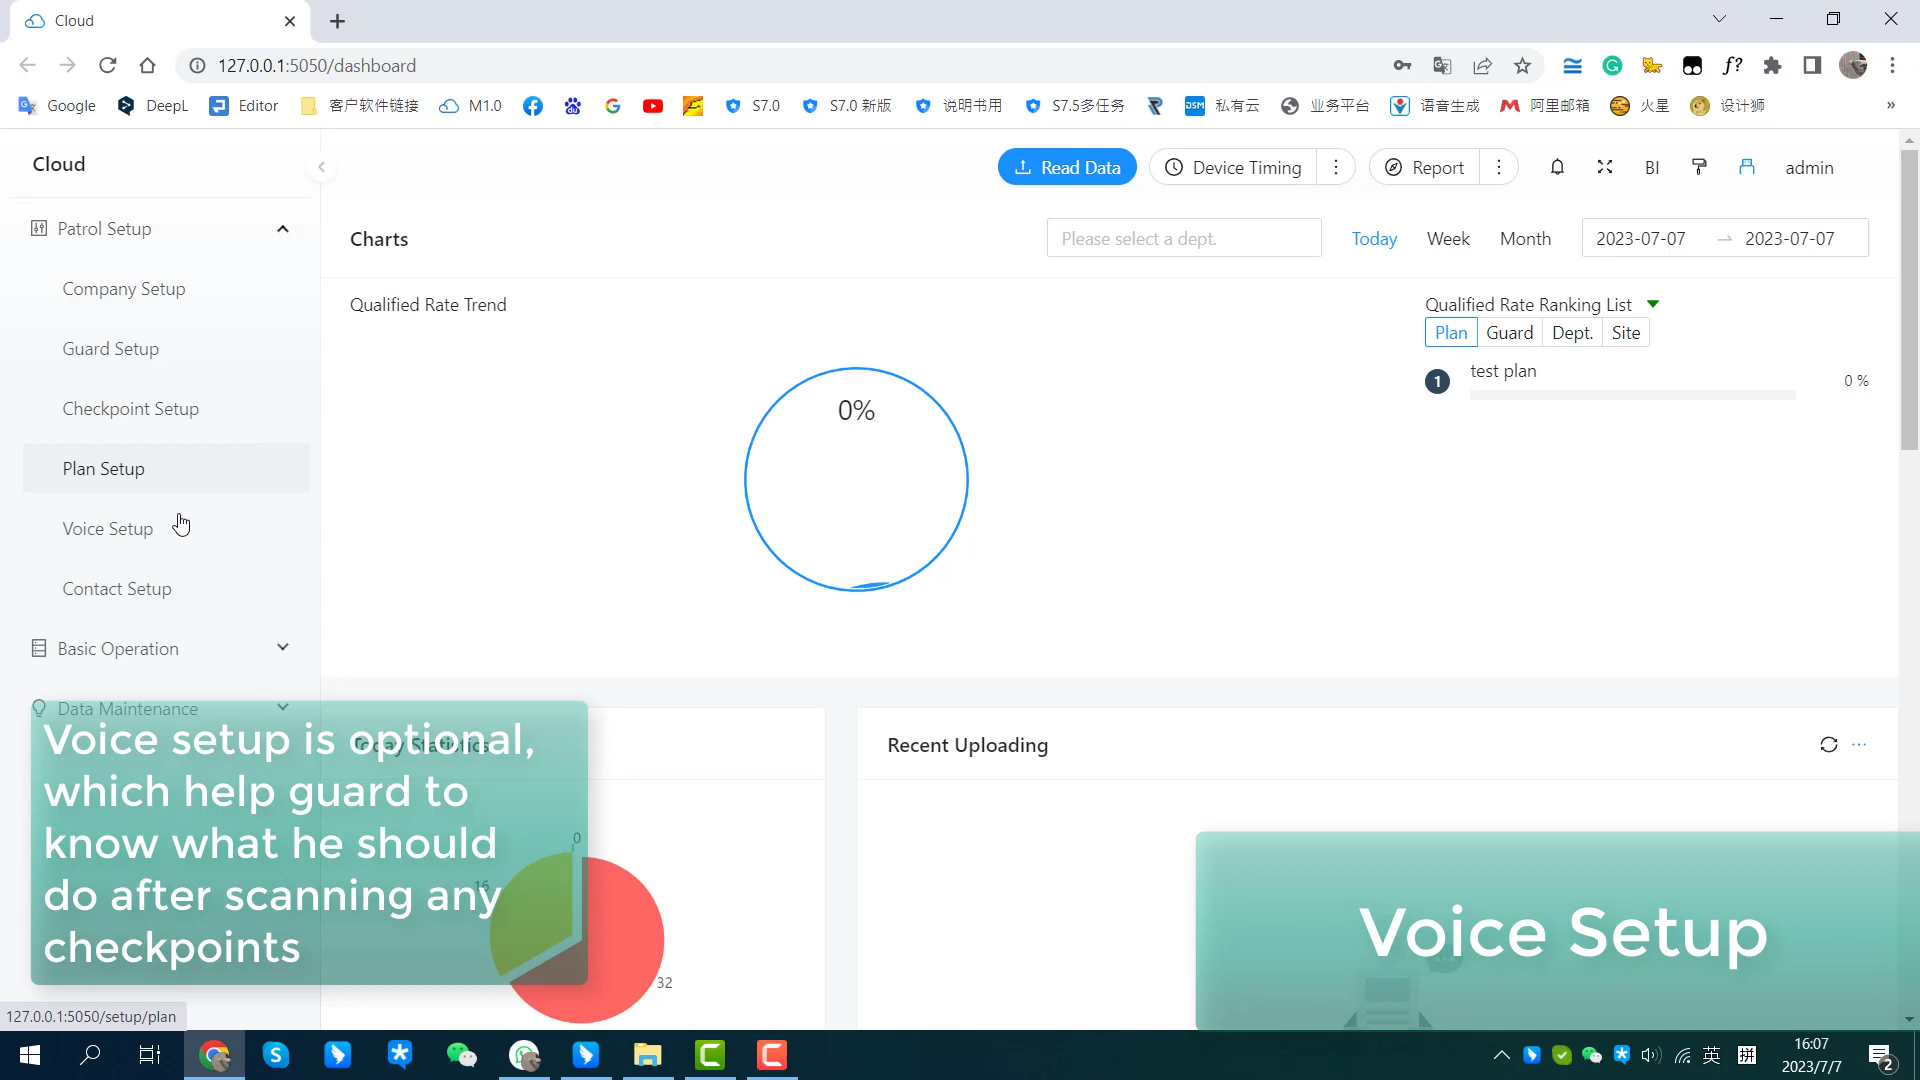 Cloud
127.0.0.1:5050/dashboard
Google DeepL Editor 客户软件链接 M1.0 S7.0 S7.0 新版 说明书用 S7.5多任务 DSM 私有云 业务平台 语音生成 阿里邮箱 火星 设计狮 »
Cloud
Read Data Device Timing Report BI admin
Patrol Setup
Company Setup
Guard Setup
Checkpoint Setup
Plan Setup
Voice Setup
Contact Setup
Basic Operation
Data Maintenance
Charts
Please select a dept. Today Week Month 2023-07-07 → 2023-07-07
Qualified Rate Trend
0%
Qualified Rate Ranking List
Plan Guard Dept. Site
1 test plan 0 %
Today Statistics
0
16
32
Recent Uploading
Voice setup is optional,
which help guard to
know what he should
do after scanning any
checkpoints
Voice Setup
127.0.0.1:5050/setup/plan
英 拼 16:07
2023/7/7
2